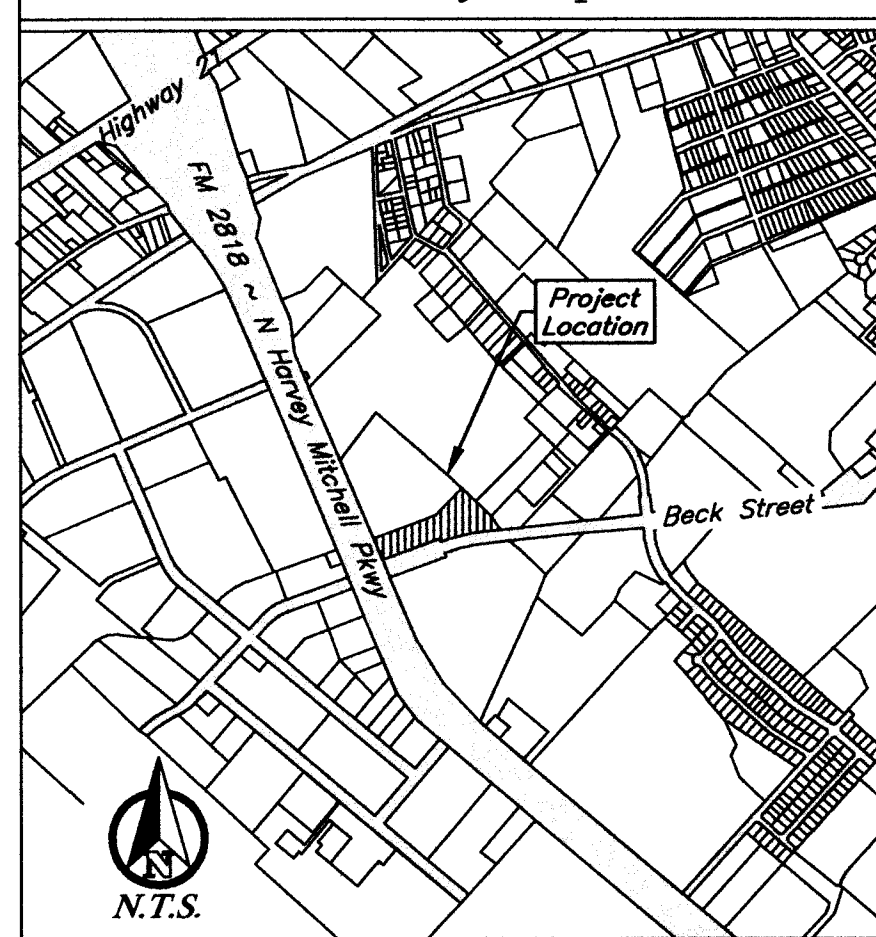 Highway 21
FM 2818 ~ N Harvey Mitchell Pkwy
Project
Location
Beck Street
N
N.T.S.